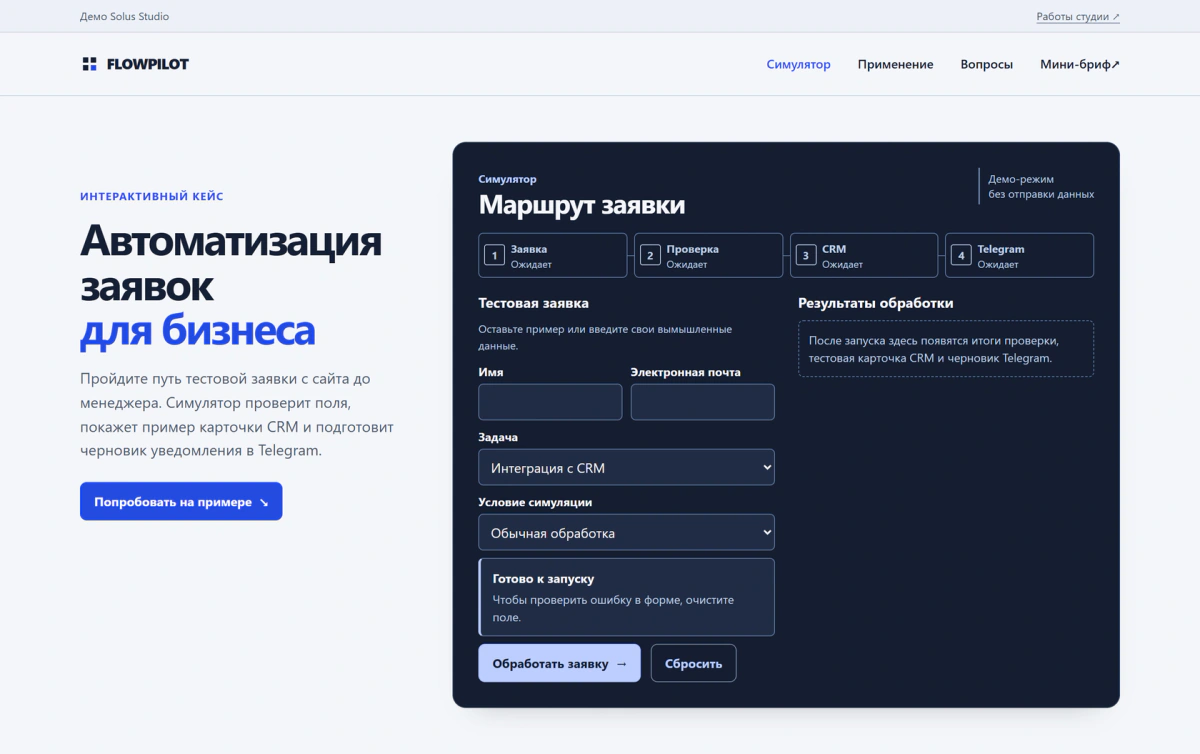 Демо Solus Studio
Работы студии ↗
FLOWPILOT
Симулятор
Применение
Вопросы
Мини-бриф↗
ИНТЕРАКТИВНЫЙ КЕЙС
Автоматизация
заявок
для бизнеса
Пройдите путь тестовой заявки с сайта до
менеджера. Симулятор проверит поля,
покажет пример карточки CRM и подготовит
черновик уведомления в Telegram.
Попробовать на примере ↘
Симулятор
Маршрут заявки
Демо-режим
без отправки данных
1 Заявка
Ожидает
2 Проверка
Ожидает
3 CRM
Ожидает
4 Telegram
Ожидает
Тестовая заявка
Оставьте пример или введите свои вымышленные
данные.
Имя
Электронная почта
Задача
Интеграция с CRM
Условие симуляции
Обычная обработка
Готово к запуску
Чтобы проверить ошибку в форме, очистите
поле.
Обработать заявку →
Сбросить
Результаты обработки
После запуска здесь появятся итоги проверки,
тестовая карточка CRM и черновик Telegram.